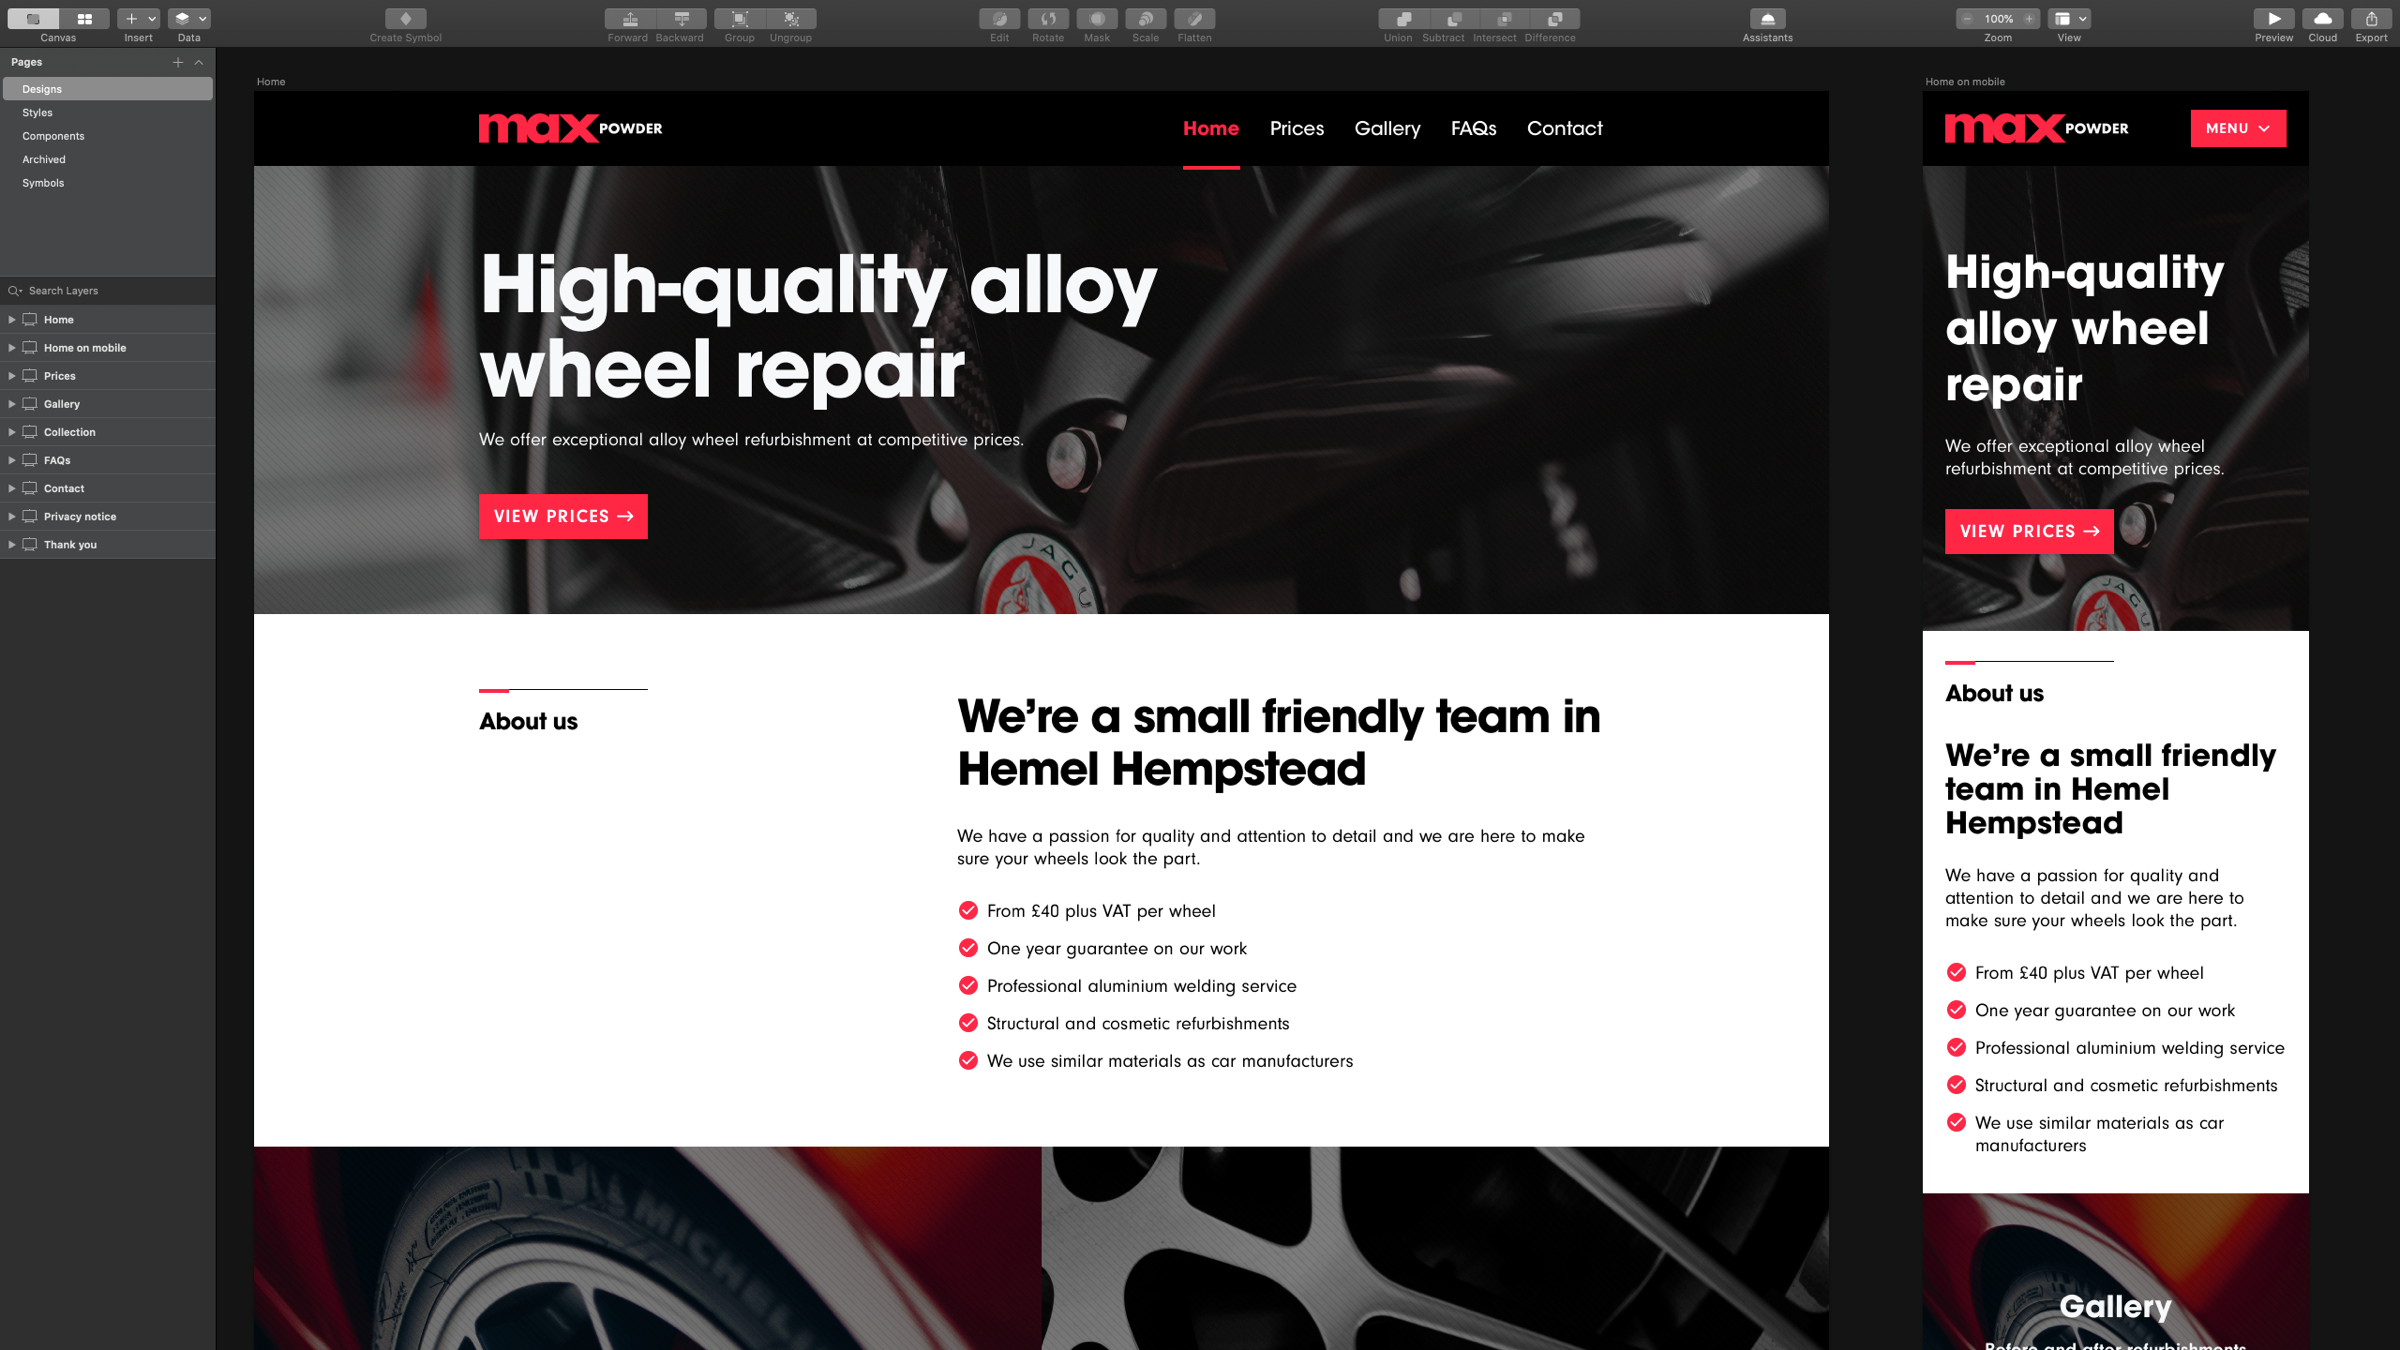 Canvas
Insert
Data
Create Symbol
Forward
Backward
Group
Ungroup
Edit
Rotate
Mask
Scale
Flatten
Union
Subtract
Intersect
Difference
Assistants
100%
Zoom
View
Preview
Cloud
Export
Pages
Designs
Styles
Components
Archived
Symbols
Search Layers
Home
Home on mobile
Prices
Gallery
Collection
FAQs
Contact
Privacy notice
Thank you
Home
max POWDER
Home
Prices
Gallery
FAQs
Contact
High-quality alloy
wheel repair
We offer exceptional alloy wheel refurbishment at competitive prices.
VIEW PRICES →
JAGU
About us
We’re a small friendly team in
Hemel Hempstead
We have a passion for quality and attention to detail and we are here to make
sure your wheels look the part.
From £40 plus VAT per wheel
One year guarantee on our work
Professional aluminium welding service
Structural and cosmetic refurbishments
We use similar materials as car manufacturers
MICHELIN
Home on mobile
max POWDER
MENU
High-quality
alloy wheel
repair
We offer exceptional alloy wheel
refurbishment at competitive prices.
VIEW PRICES →
JAGU
About us
We’re a small friendly
team in Hemel
Hempstead
We have a passion for quality and
attention to detail and we are here to
make sure your wheels look the part.
From £40 plus VAT per wheel
One year guarantee on our work
Professional aluminium welding service
Structural and cosmetic refurbishments
We use similar materials as car
manufacturers
Gallery
Before and after refurbishments